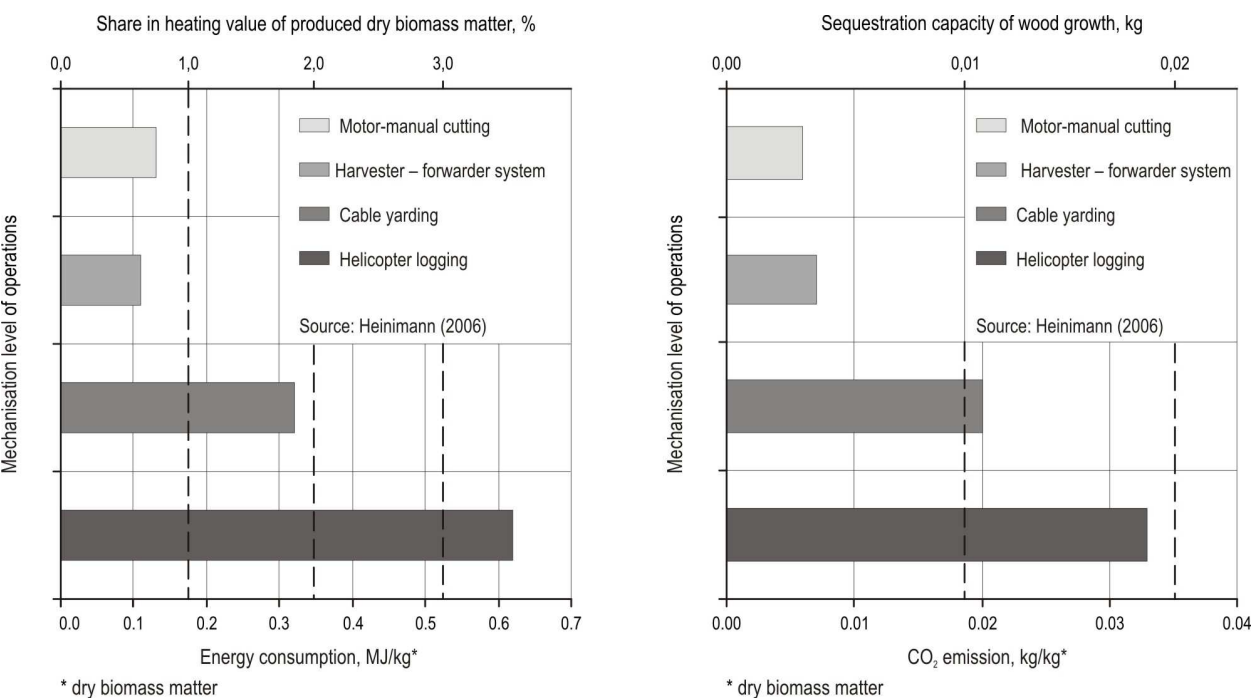 Share in heating value of produced dry biomass matter, %
0,0 1,0 2,0 3,0
Motor-manual cutting
Harvester – forwarder system
Cable yarding
Helicopter logging
Source: Heinimann (2006)
Mechanisation level of operations
0.0 0.1 0.2 0.3 0.4 0.5 0.6 0.7
Energy consumption, MJ/kg*
* dry biomass matter
Sequestration capacity of wood growth, kg
0,00 0,01 0,02
Motor-manual cutting
Harvester – forwarder system
Cable yarding
Helicopter logging
Source: Heinimann (2006)
Mechanisation level of operations
0.00 0.01 0.02 0.03 0.04
CO₂ emission, kg/kg*
* dry biomass matter